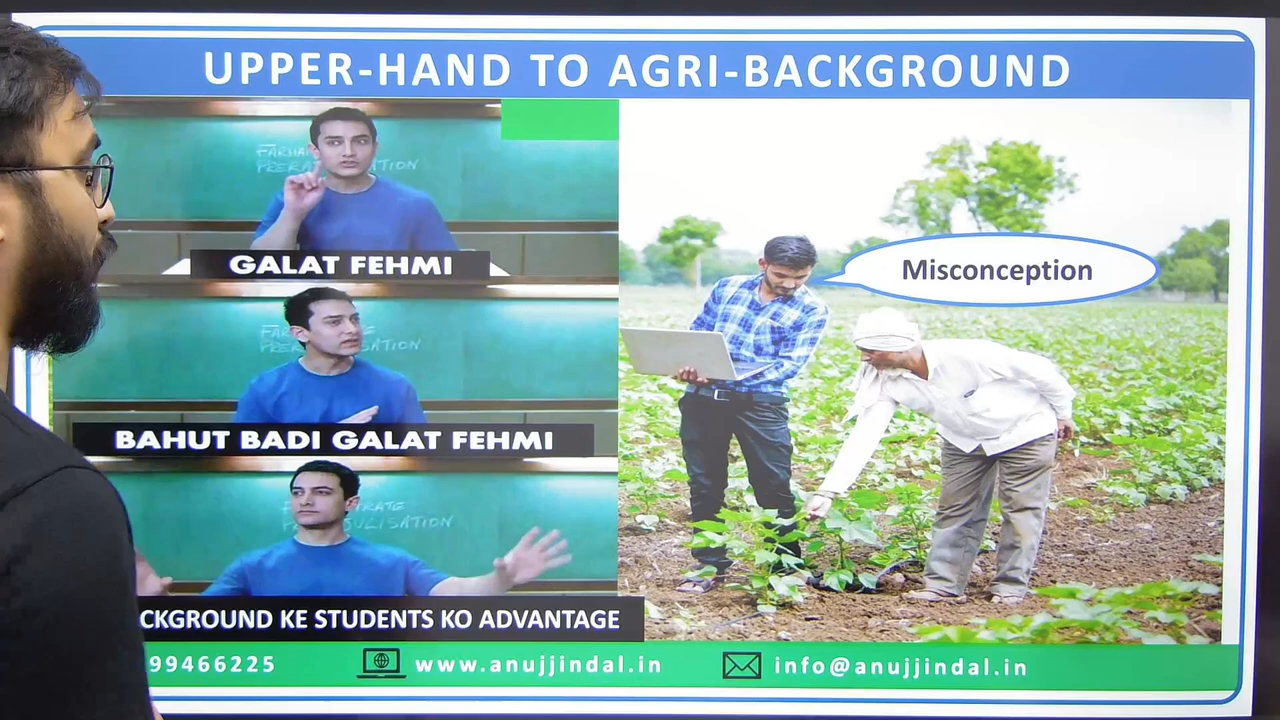 UPPER-HAND TO AGRI-BACKGROUND
GALAT FEHMI
BAHUT BADI GALAT FEHMI
CKGROUND KE STUDENTS KO ADVANTAGE
Misconception
99466225
www.anujjindal.in
info@anujjindal.in